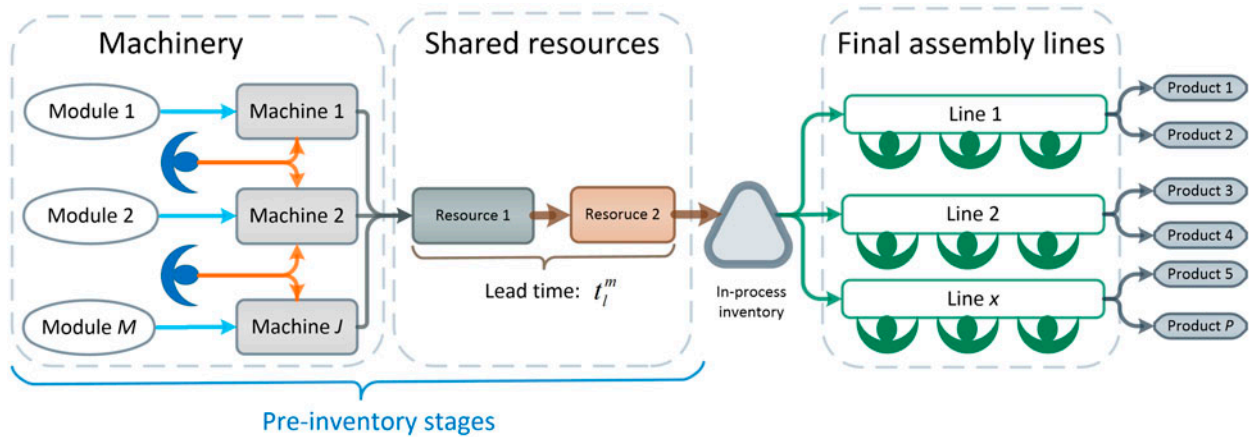 Machinery
Shared resources
Final assembly lines
Module 1
Machine 1
Module 2
Machine 2
Module M
Machine J
Resource 1
Resoruce 2
Lead time: t_l^m
In-process
inventory
Line 1
Line 2
Line x
Product 1
Product 2
Product 3
Product 4
Product 5
Product P
Pre-inventory stages